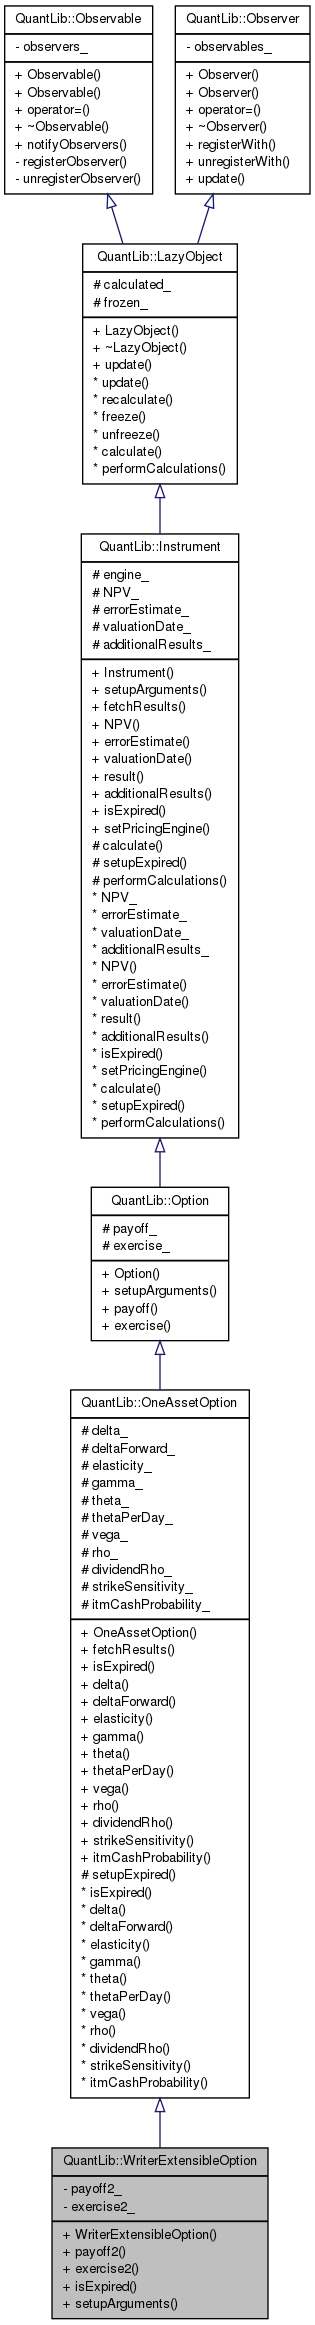 QuantLib::Observable
- observers_
+ Observable()
+ Observable()
+ operator=()
+ ~Observable()
+ notifyObservers()
- registerObserver()
- unregisterObserver()
QuantLib::Observer
- observables_
+ Observer()
+ Observer()
+ operator=()
+ ~Observer()
+ registerWith()
+ unregisterWith()
+ update()
QuantLib::LazyObject
# calculated_
# frozen_
+ LazyObject()
+ ~LazyObject()
+ update()
* update()
* recalculate()
* freeze()
* unfreeze()
* calculate()
* performCalculations()
QuantLib::Instrument
# engine_
# NPV_
# errorEstimate_
# valuationDate_
# additionalResults_
+ Instrument()
+ setupArguments()
+ fetchResults()
+ NPV()
+ errorEstimate()
+ valuationDate()
+ result()
+ additionalResults()
+ isExpired()
+ setPricingEngine()
# calculate()
# setupExpired()
# performCalculations()
* NPV_
* errorEstimate_
* valuationDate_
* additionalResults_
* NPV()
* errorEstimate()
* valuationDate()
* result()
* additionalResults()
* isExpired()
* setPricingEngine()
* calculate()
* setupExpired()
* performCalculations()
QuantLib::Option
# payoff_
# exercise_
+ Option()
+ setupArguments()
+ payoff()
+ exercise()
QuantLib::OneAssetOption
# delta_
# deltaForward_
# elasticity_
# gamma_
# theta_
# thetaPerDay_
# vega_
# rho_
# dividendRho_
# strikeSensitivity_
# itmCashProbability_
+ OneAssetOption()
+ fetchResults()
+ isExpired()
+ delta()
+ deltaForward()
+ elasticity()
+ gamma()
+ theta()
+ thetaPerDay()
+ vega()
+ rho()
+ dividendRho()
+ strikeSensitivity()
+ itmCashProbability()
# setupExpired()
* isExpired()
* delta()
* deltaForward()
* elasticity()
* gamma()
* theta()
* thetaPerDay()
* vega()
* rho()
* dividendRho()
* strikeSensitivity()
* itmCashProbability()
QuantLib::WriterExtensibleOption
- payoff2_
- exercise2_
+ WriterExtensibleOption()
+ payoff2()
+ exercise2()
+ isExpired()
+ setupArguments()